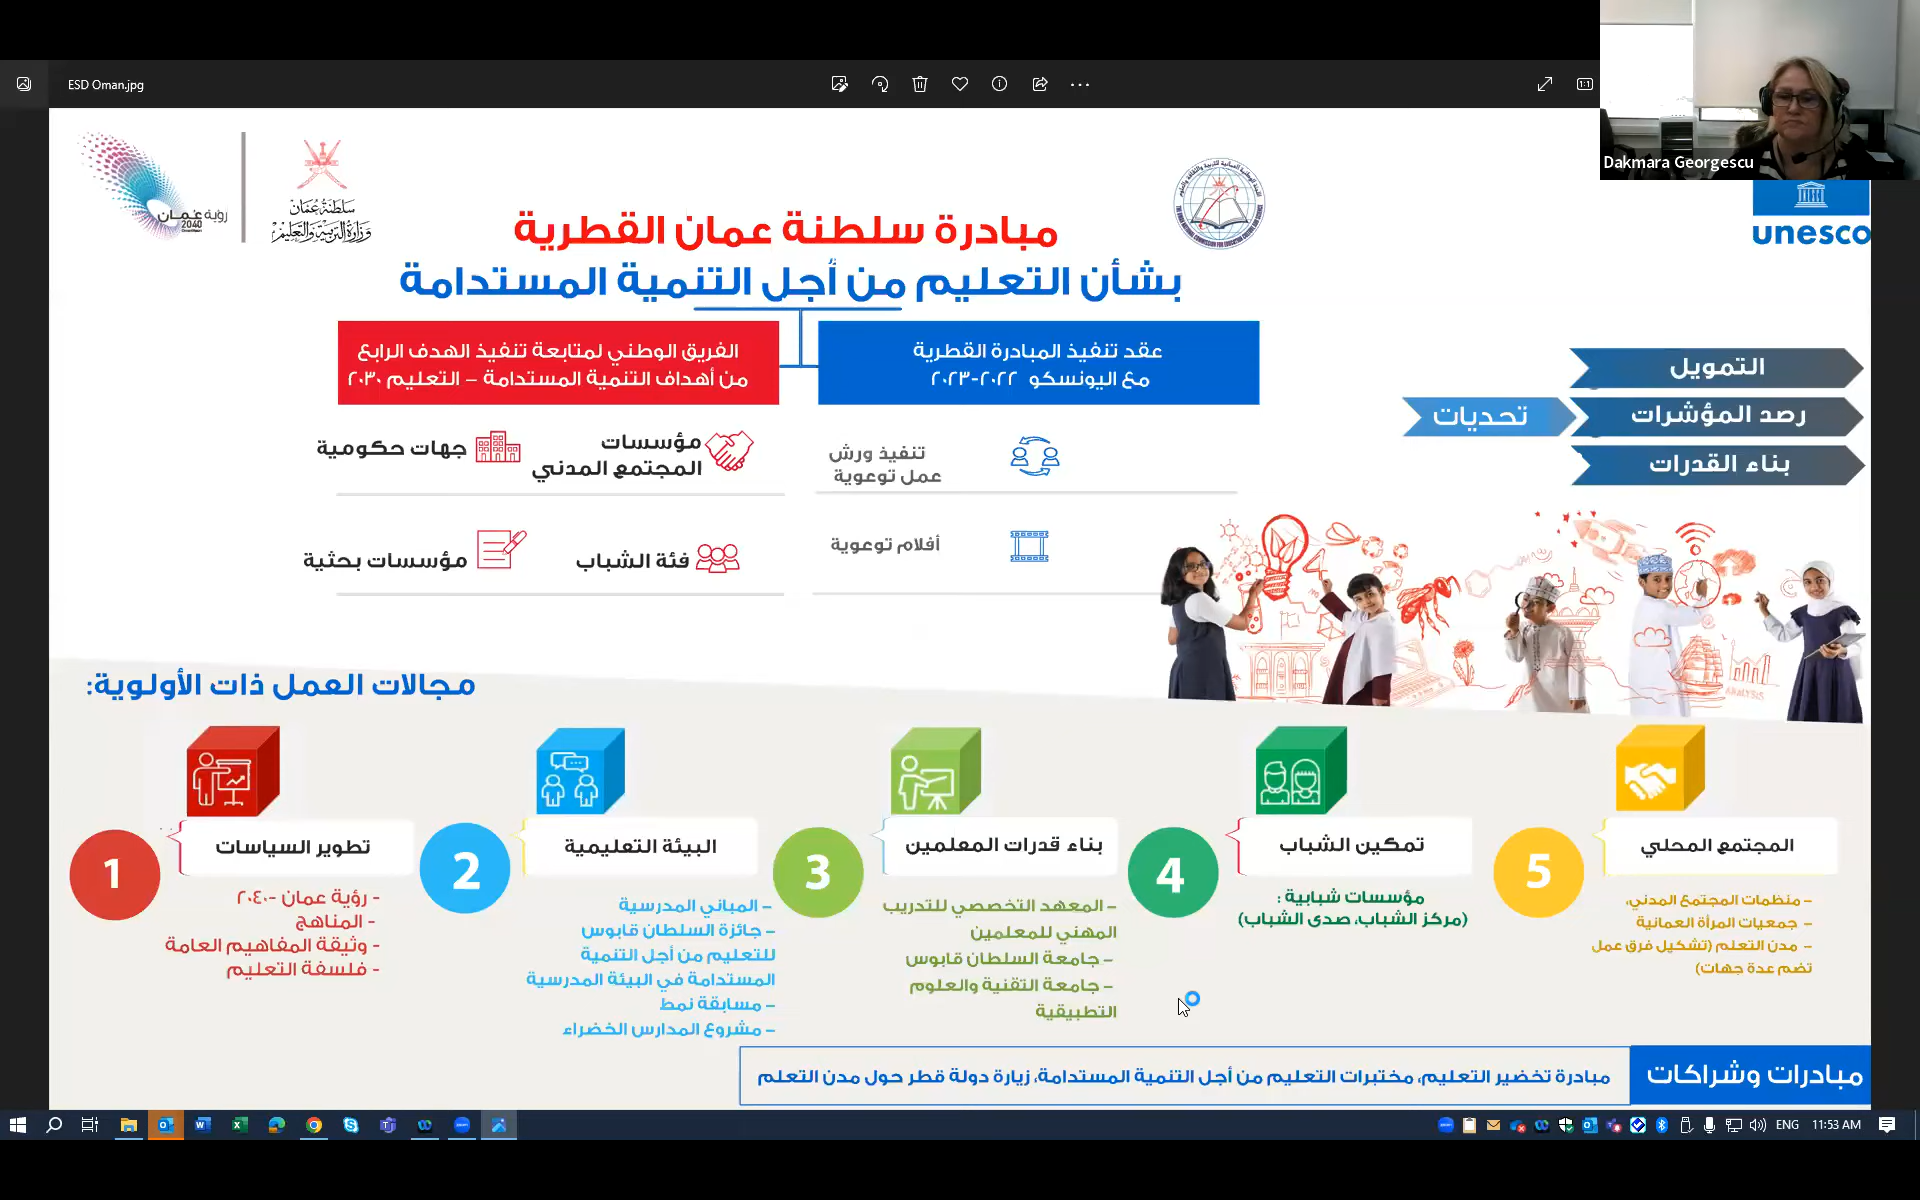 ESD Oman.jpg
Dakmara Georgescu
رؤية عُمان
2040
سلطنة عُمان
وزارة التربية والتعليم
unesco
مبادرة سلطنة عمان القطرية
بشأن التعليم من أجل التنمية المستدامة
عقد تنفيذ المبادرة القطرية
مع اليونسكو ٢٠٢٢-٢٠٢٣
الفريق الوطني لمتابعة تنفيذ الهدف الرابع
من أهداف التنمية المستدامة – التعليم ٢٠٣٠
تحديات
التمويل
رصد المؤشرات
بناء القدرات
تنفيذ ورش
عمل توعوية
أفلام توعوية
مؤسسات
المجتمع المدني
جهات حكومية
فئة الشباب
مؤسسات بحثية
ANALYSIS
مجالات العمل ذات الأولوية:
1
تطوير السياسات
- رؤية عمان -٢٠٤٠
- المناهج
- وثيقة المفاهيم العامة
- فلسفة التعليم
2
البيئة التعليمية
– المباني المدرسية
– جائزة السلطان قابوس
للتعليم من أجل التنمية
المستدامة في البيئة المدرسية
– مسابقة نمط
– مشروع المدارس الخضراء
3
بناء قدرات المعلمين
– المعهد التخصصي للتدريب
المهني للمعلمين
– جامعة السلطان قابوس
– جامعة التقنية والعلوم
التطبيقية
4
تمكين الشباب
مؤسسات شبابية :
(مركز الشباب، صدى الشباب)
5
المجتمع المحلي
– منظمات المجتمع المدني،
– جمعيات المرأة العمانية
– مدن التعلم (تشكيل فرق عمل
تضم عدة جهات)
مبادرات وشراكات
مبادرة تخضير التعليم، مختبرات التعليم من أجل التنمية المستدامة، زيارة دولة قطر حول مدن التعلم
ENG
11:53 AM